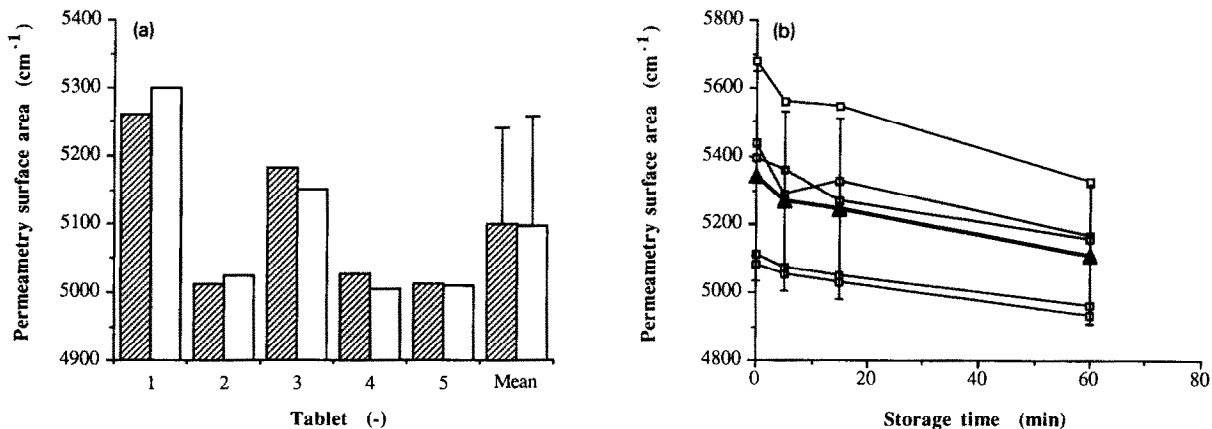 (a)
Permeametry surface area (cm⁻¹)
5400
5300
5200
5100
5000
4900
1 2 3 4 5 Mean
Tablet (-)
(b)
Permeametry surface area (cm⁻¹)
5800
5600
5400
5200
5000
4800
0 20 40 60 80
Storage time (min)